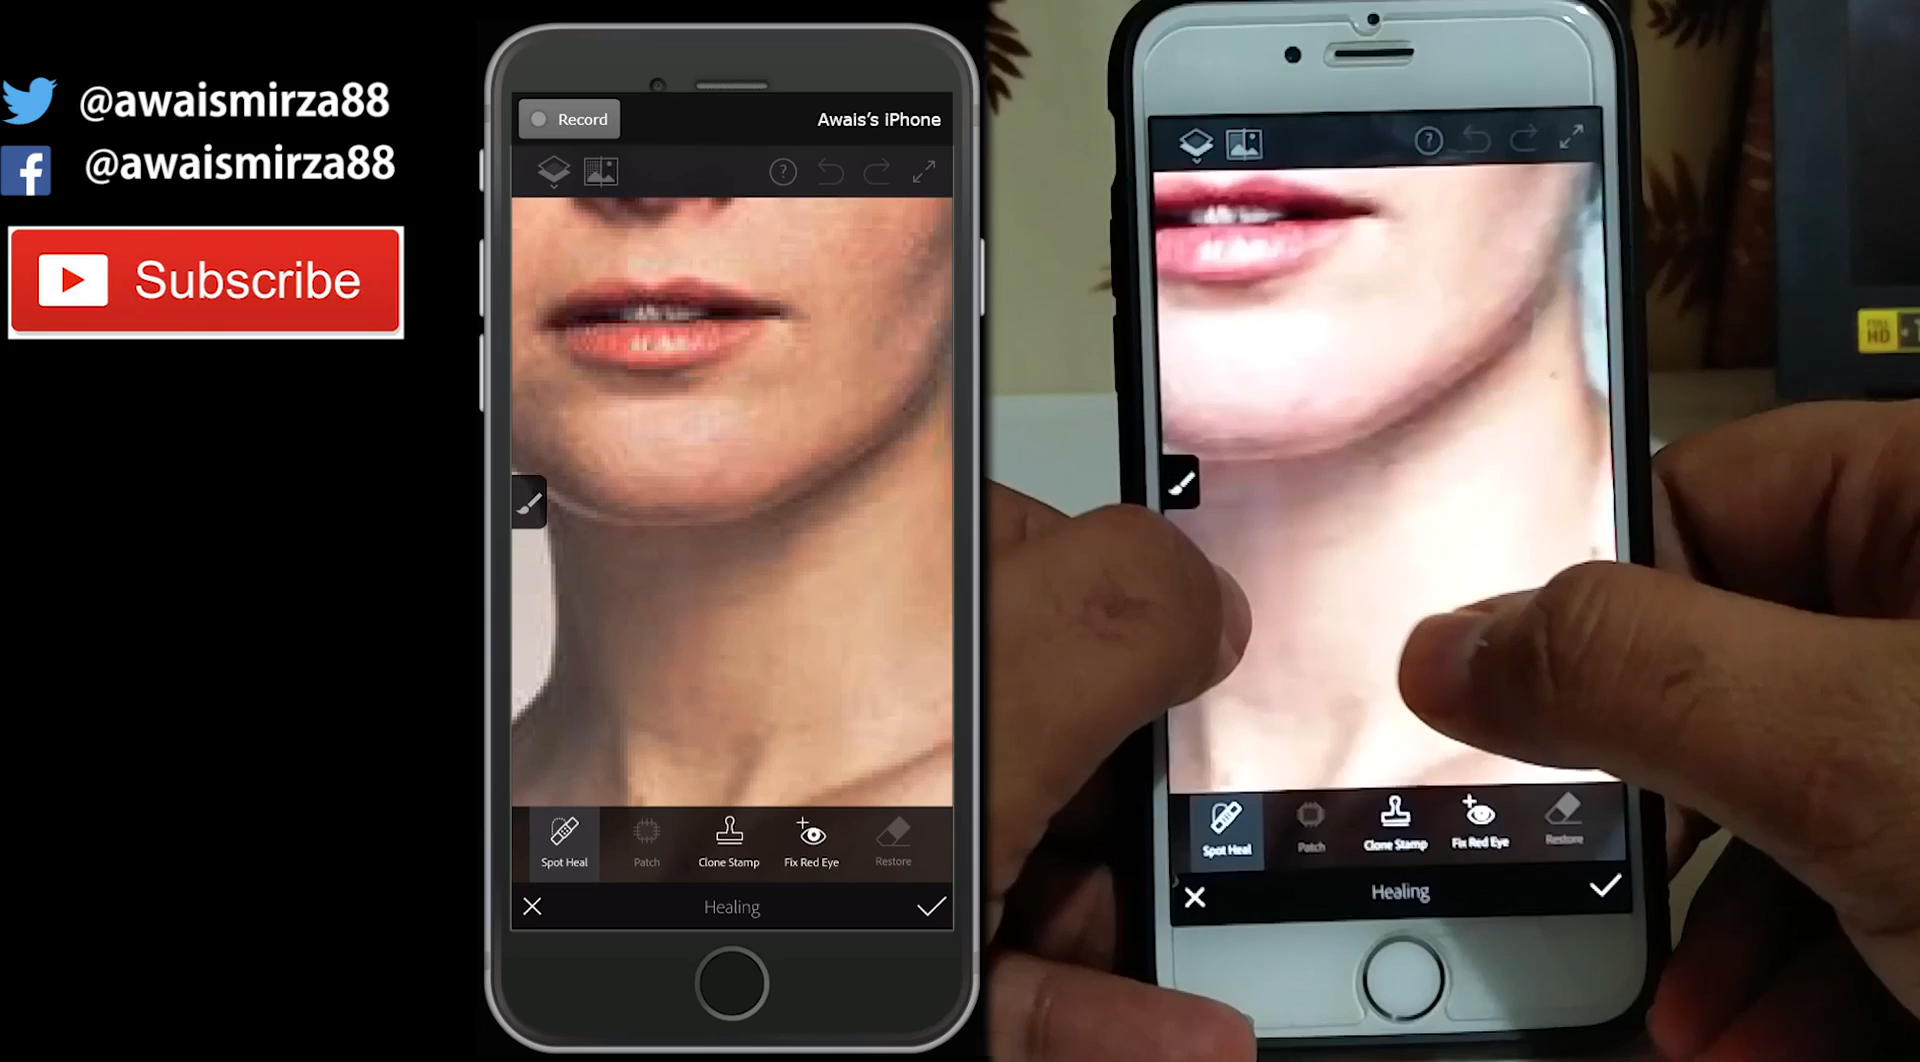 @awaismirza88
@awaismirza88
Subscribe
Record
Awais's iPhone
?
Spot Heal
Patch
Clone Stamp
Fix Red Eye
Restore
Healing
?
Spot Heal
Patch
Clone Stamp
Fix Red Eye
Restore
Healing
FULL
HD